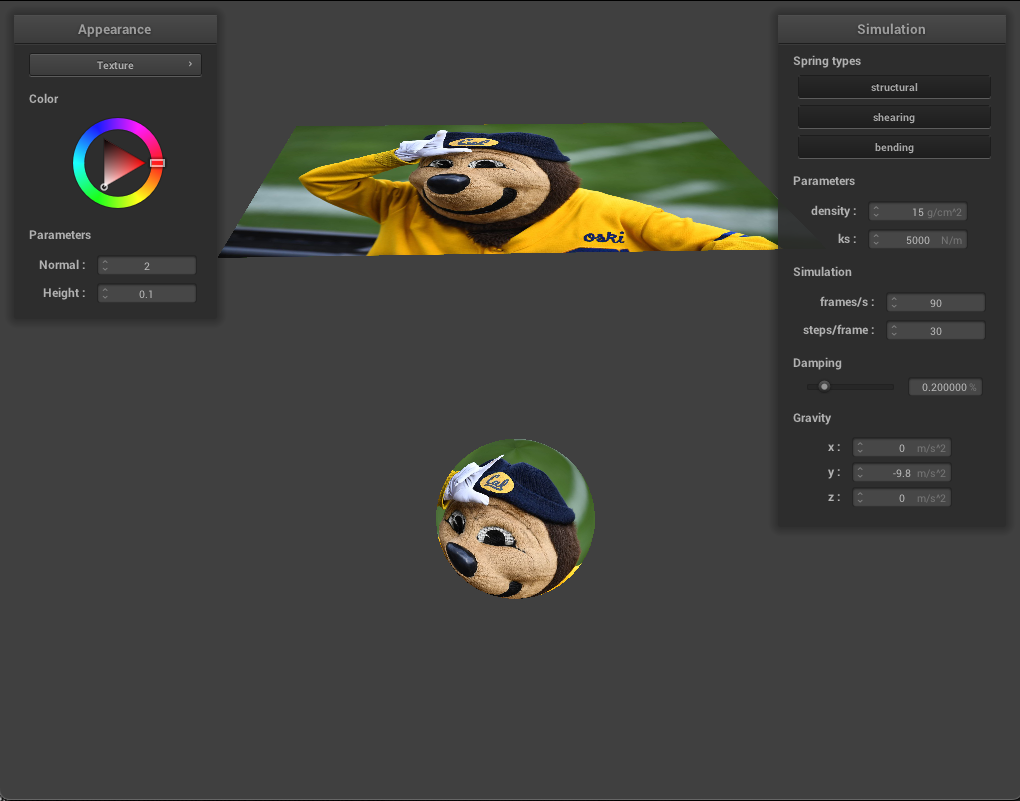 Appearance
Texture
Color
Parameters
Normal :
2
Height :
0.1
Simulation
Spring types
structural
shearing
bending
Parameters
density :
15 g/cm^2
ks :
5000 N/m
Simulation
frames/s :
90
steps/frame :
30
Damping
0.200000 %
Gravity
x :
0 m/s^2
y :
-9.8 m/s^2
z :
0 m/s^2
Cal
oski
Cal